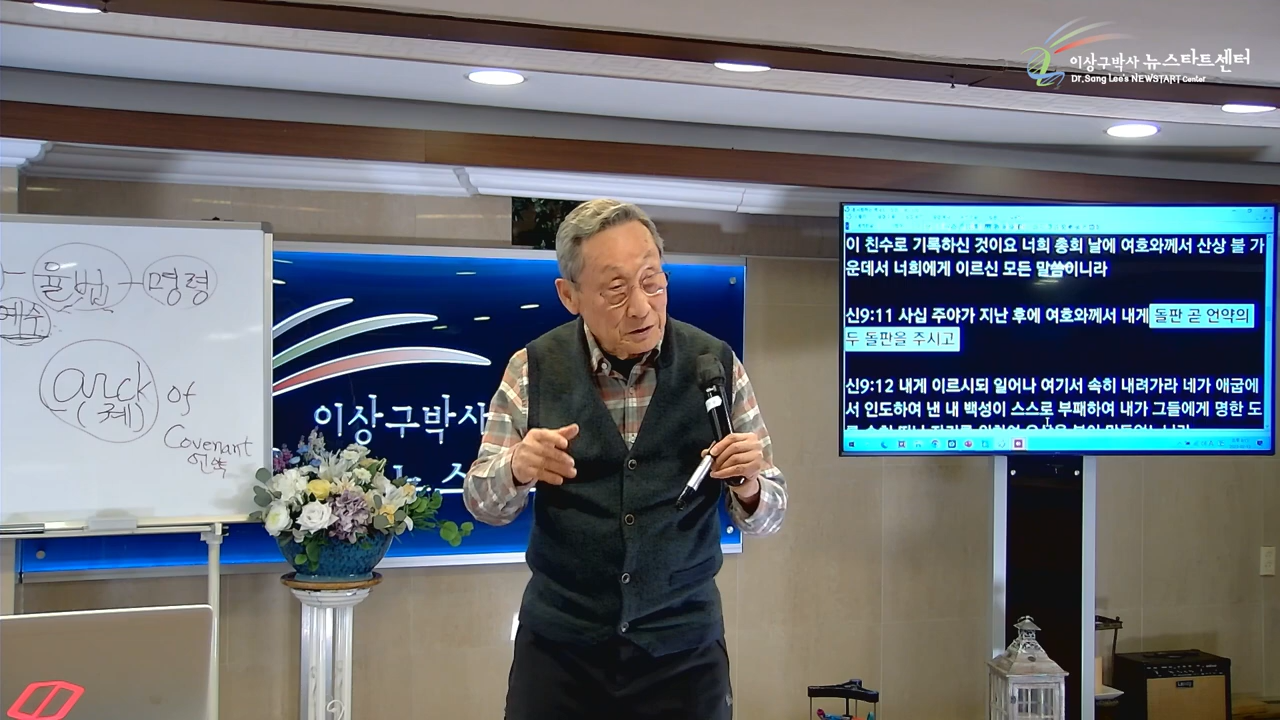 이상구박사 뉴스타트센터
Dr. Sang Lee's NEWSTART Center
율법 - 명령
예수
arck of
(궤)
Covenant
언약
이상구박사
이 친수로 기록하신 것이요 너희 총회 날에 여호와께서 산상 불 가
운데서 너희에게 이르신 모든 말씀이니라
신9:11 사십 주야가 지난 후에 여호와께서 내게 돌판 곧 언약의
두 돌판을 주시고
신9:12 내게 이르시되 일어나 여기서 속히 내려가라 네가 애굽에
서 인도하여 낸 내 백성이 스스로 부패하여 내가 그들에게 명한 도